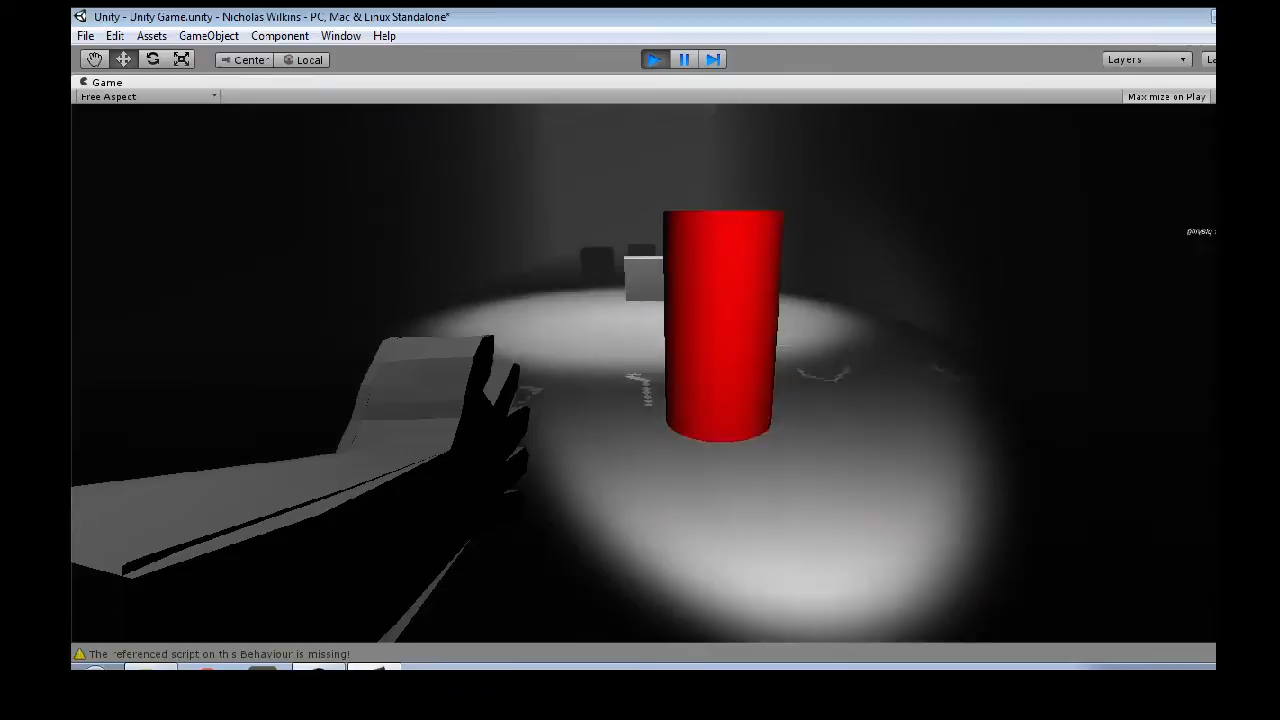 Unity - Unity Game.unity - Nicholas Wilkins - PC, Mac & Linux Standalone*
File Edit Assets GameObject Component Window Help
Center Local Layers La
Game
Free Aspect Maximize on Play
The referenced script on this Behaviour is missing!